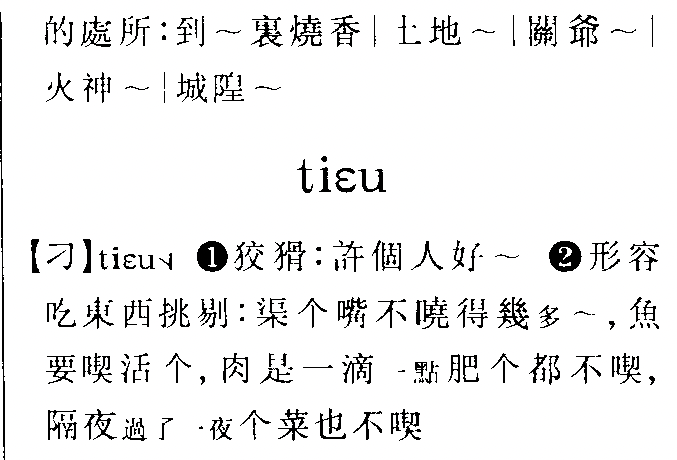 的處所：到～裏燒香｜土地～｜關爺～｜
火神～｜城隍～
tiɛu
【刁】tiɛu˧ ❶狡猾：許個人好～ ❷形容
吃東西挑剔：渠个嘴不曉得幾多～，魚
要喫活个，肉是一滴一點肥个都不喫，
隔夜過了一夜个菜也不喫